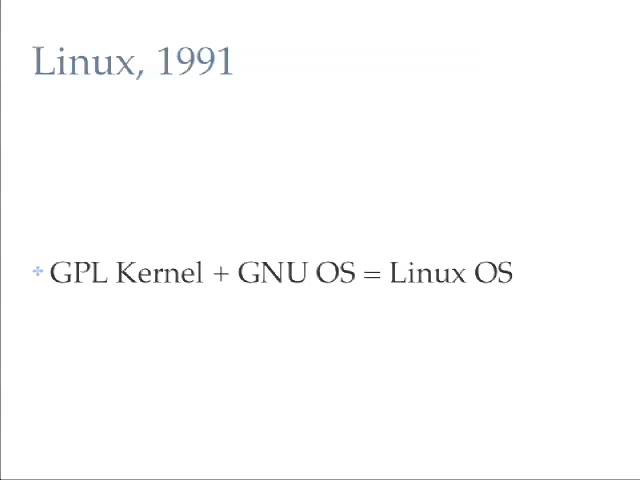 Linux, 1991
GPL Kernel + GNU OS = Linux OS